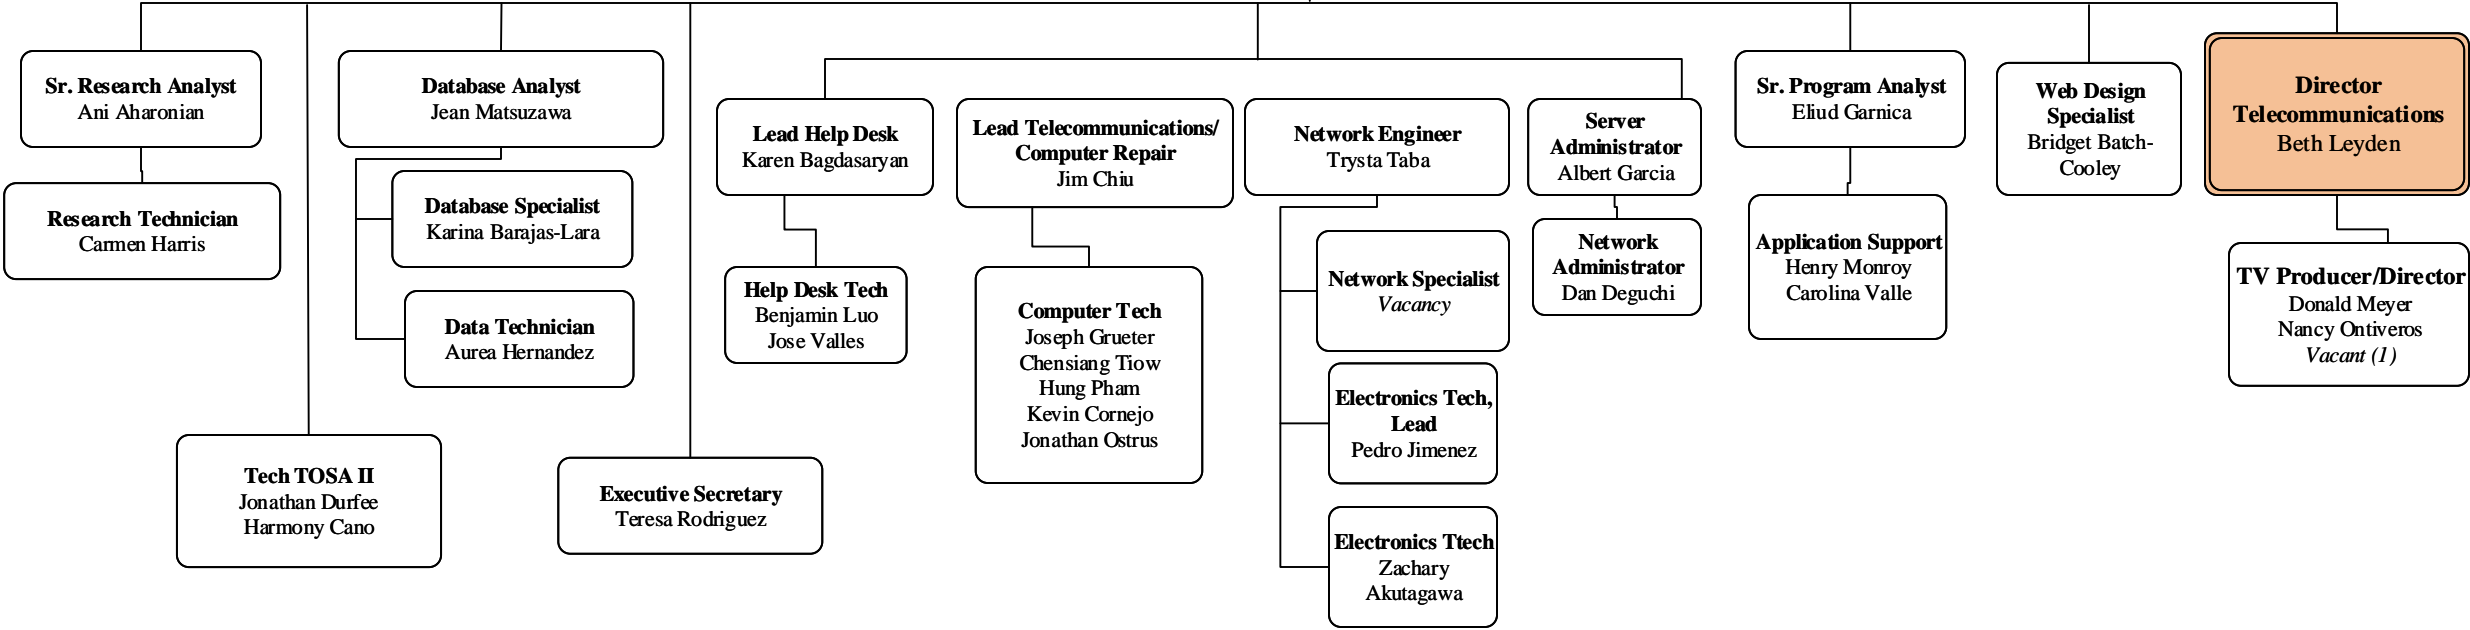 Sr. Research Analyst
Ani Aharonian
Research Technician
Carmen Harris
Tech TOSA II
Jonathan Durfee
Harmony Cano
Database Analyst
Jean Matsuzawa
Database Specialist
Karina Barajas-Lara
Data Technician
Aurea Hernandez
Executive Secretary
Teresa Rodriguez
Lead Help Desk
Karen Bagdasaryan
Help Desk Tech
Benjamin Luo
Jose Valles
Lead Telecommunications/
Computer Repair
Jim Chiu
Computer Tech
Joseph Grueter
Chensiang Tiow
Hung Pham
Kevin Cornejo
Jonathan Ostrus
Network Engineer
Trysta Taba
Network Specialist
Vacancy
Electronics Tech,
Lead
Pedro Jimenez
Electronics Ttech
Zachary
Akutagawa
Server
Administrator
Albert Garcia
Network
Administrator
Dan Deguchi
Sr. Program Analyst
Eliud Garnica
Application Support
Henry Monroy
Carolina Valle
Web Design
Specialist
Bridget Batch-
Cooley
Director
Telecommunications
Beth Leyden
TV Producer/Director
Donald Meyer
Nancy Ontiveros
Vacant (1)